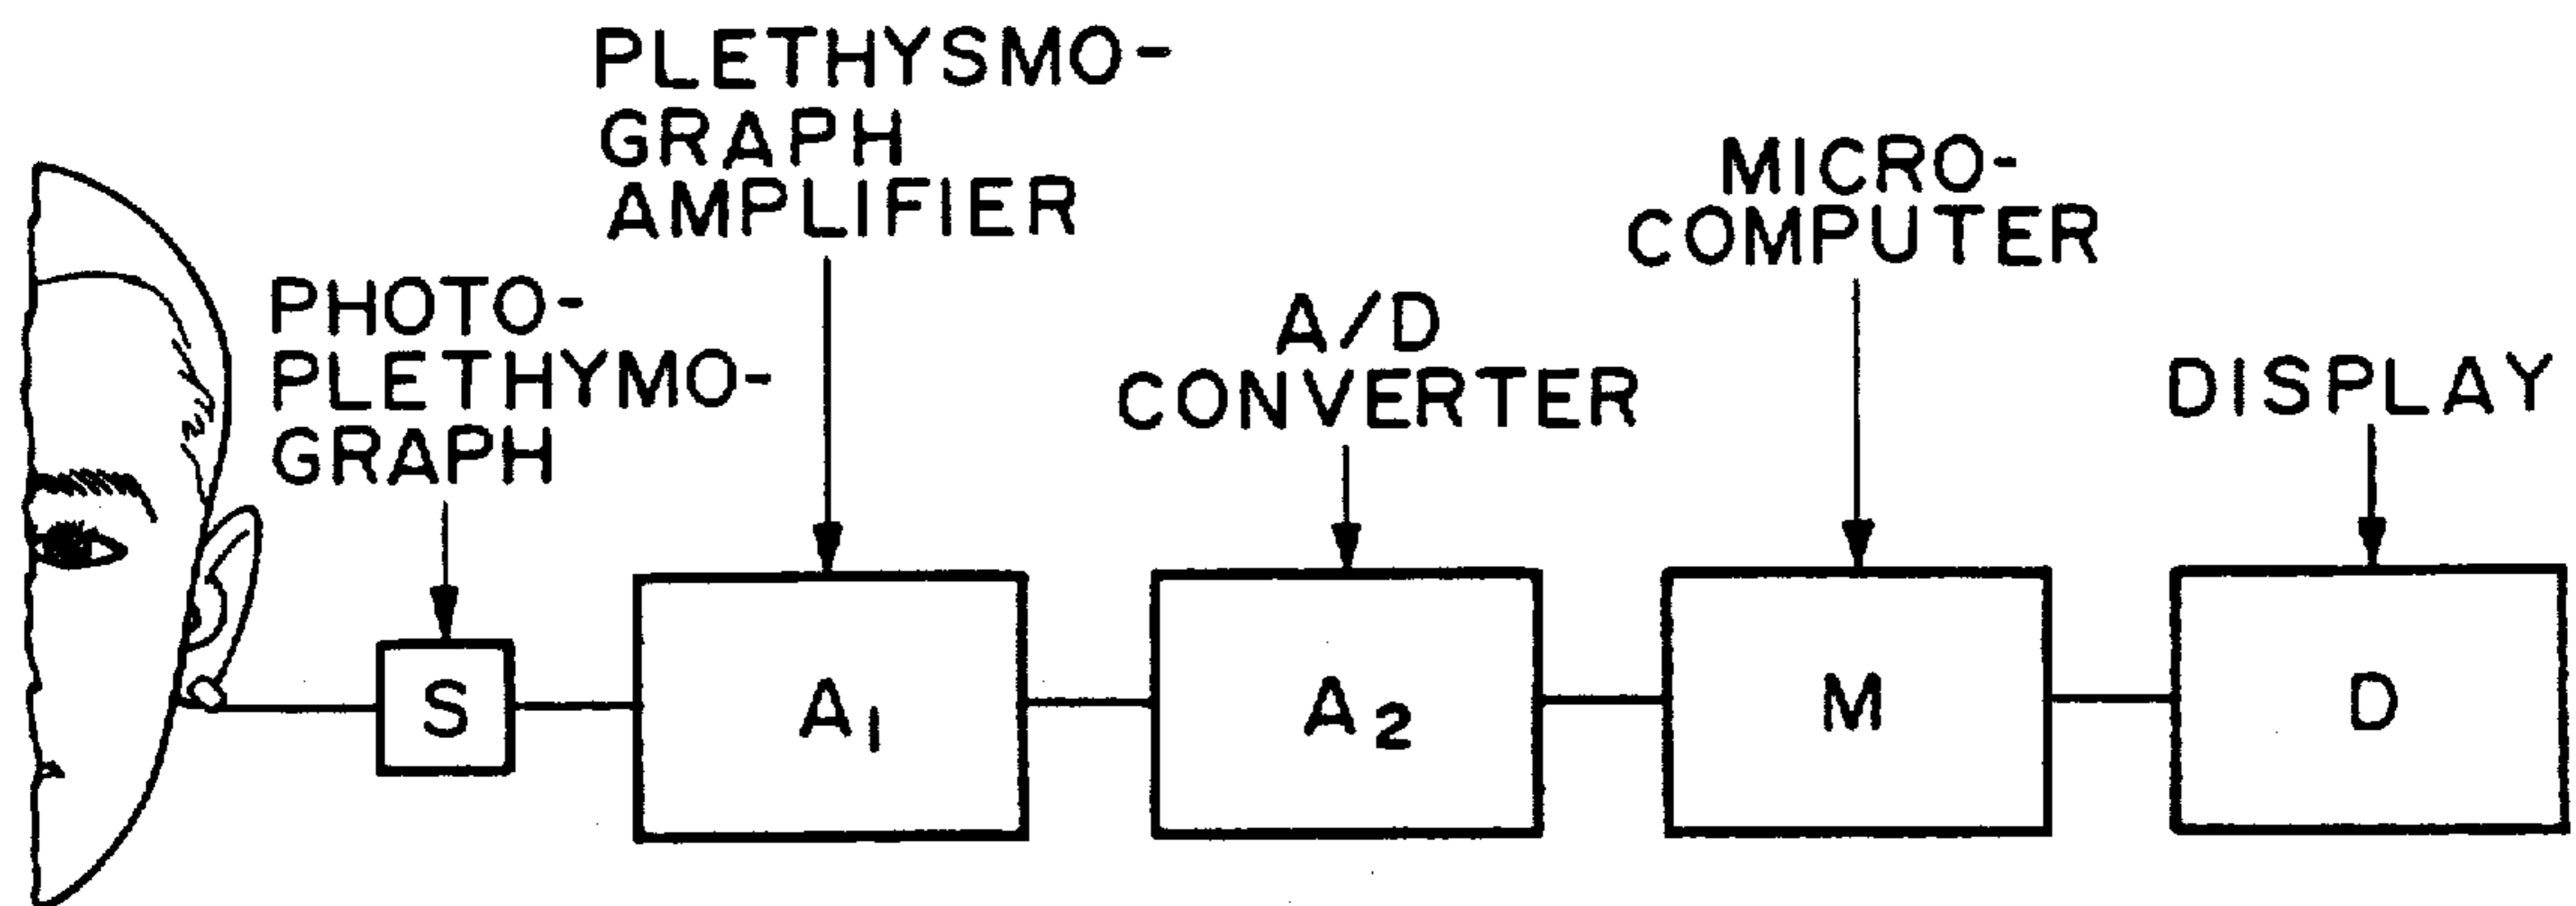 PLETHYSMO-
GRAPH
AMPLIFIER
PHOTO-
PLETHYMO-
GRAPH
A/D
CONVERTER
MICRO-
COMPUTER
DISPLAY
S
A1
A2
M
D